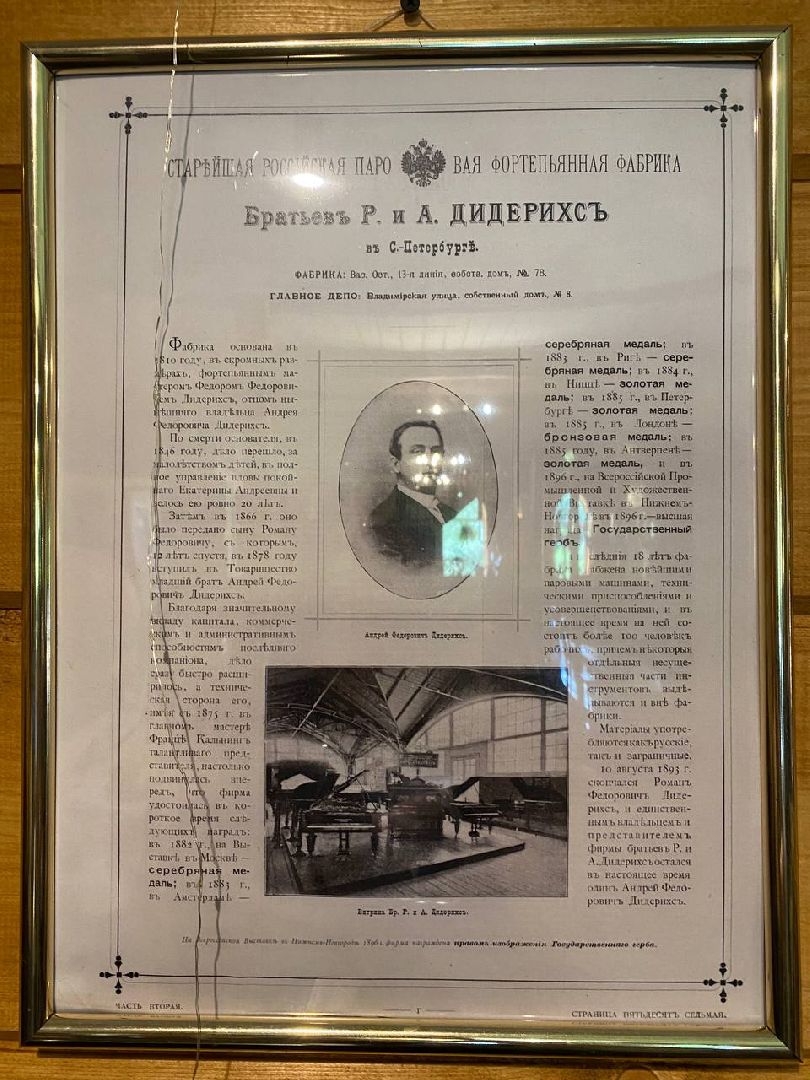 СТАРѢЙШАЯ РОССІЙСКАЯ ПАРО ВАЯ ФОРТЕПЬЯННАЯ ФАБРИКА
Братьевъ Р. и А. ДИДЕРИХСЪ
въ С.-Петербургѣ.
ФАБРИКА: Вас. Ост., 13-я линія, собств. домъ, №. 78.
ГЛАВНОЕ ДЕПО: Владимірская улица, собственный домъ, № 8.
Фабрика основана въ
1810 году, въ скромныхъ раз-
мѣрахъ, фортепьяннымъ ма-
теромъ Федоромъ Федорови-
чемъ Дидерихсъ, отцомъ ны-
нѣшняго владѣльца Андрея
Федоровича Дидерихсъ.
По смерти основателя, въ
1846 году, дѣло перешло, за
малолѣтствомъ дѣтей, въ пол-
ное управленіе вдовы покой-
наго Екатерины Андреевны и
велось ею ровно 20 лѣтъ.
Затѣмъ въ 1866 г. оно
было передано сыну Роману
Федоровичу, съ которымъ,
12 лѣтъ спустя, въ 1878 году
вступилъ въ Товарищество
младшій братъ Андрей Федо-
ровичъ Дидерихсъ.
Благодаря значительному
вкладу капитала, коммерче-
скимъ и административнымъ
способностямъ послѣдняго
компаніона, дѣло
сразу быстро расши-
рилось, а техниче-
ская сторона его,
имѣя съ 1875 г. въ
главномъ мастерѣ
Францѣ Кальнингъ
талантливаго пред-
ставителя, настолько
подвинулась впе-
редъ, что фирма
удостоилась въ ко-
роткое время слѣ-
дующихъ наградъ:
въ 1882 г., на Вы-
ставкѣ въ Москвѣ —
серебряная ме-
даль; въ 1883 г.,
въ Амстердамѣ —
серебряная медаль; въ
1883 г., въ Ригѣ — сере-
бряная медаль; въ 1884 г.,
въ Ниццѣ — золотая ме-
даль; въ 1885 г., въ Петер-
бургѣ — золотая медаль;
въ 1885 г., въ Лондонѣ —
бронзовая медаль; въ
1885 году, въ Антверпенѣ—
золотая медаль, и въ
1896 г., на Всероссійской Про-
мышленной и Художествен-
ной Выставкѣ въ Нижнемъ-
Новгородѣ 1896 г.—высшая
награда Государственный
гербъ.
послѣднія 18 лѣтъ фа-
брика снабжена новѣйшими
паровыми машинами, техни-
ческими приспособленіями и
усовершенствованіями, и въ
настоящее время на ней со-
стоитъ болѣе 100 человѣкъ
рабочихъ, причемъ нѣкоторыя
отдѣльныя несуще-
ственныя части ин-
струментовъ выдѣ-
лываются и внѣ фа-
брики.
Матеріалы употре-
бляются какъ русскіе,
такъ и заграничные.
10 августа 1893 г.
скончался Романъ
Федоровичъ Диде-
рихсъ, и единствен-
нымъ владѣльцемъ и
представителемъ
фирмы братьевъ Р. и
А. Дидерихсъ остался
въ настоящее время
одинъ Андрей Федо-
ровичъ Дидерихсъ.
Андрей Федоровичъ Дидерихсъ.
Витрина Бр. Р. и А. Дидерихсъ.
На Всероссійской Выставкѣ въ Нижнемъ-Новгородѣ 1896 г. фирма награждена правомъ изображенія Государственнаго герба.
ЧАСТЬ ВТОРАЯ.
СТРАНИЦА ПЯТЬДЕСЯТЪ СЕДЬМАЯ.